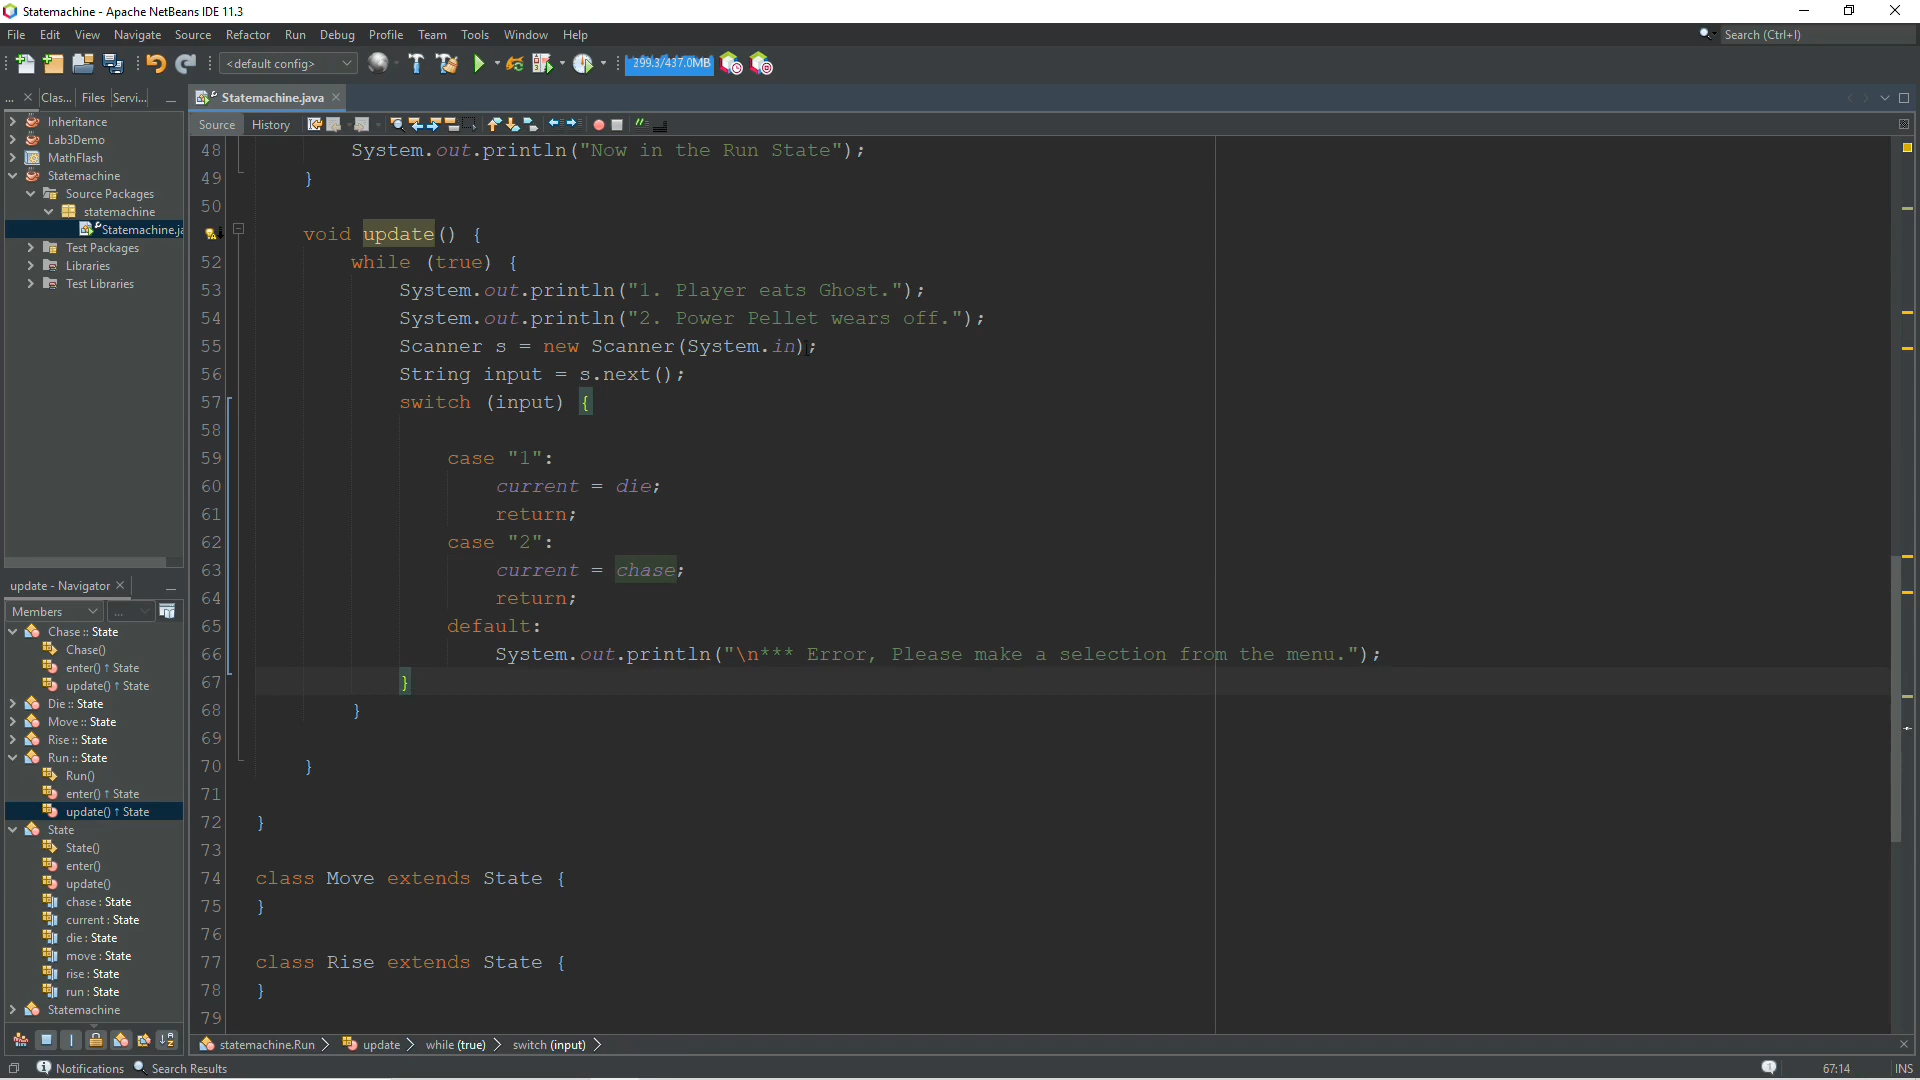 Statemachine - Apache NetBeans IDE 11.3
File Edit View Navigate Source Refactor Run Debug Profile Team Tools Window Help
Search (Ctrl+I)
<default config>
299.3/437.0MB
... Clas... Files Servi...
Statemachine.java
Source History
Inheritance
Lab3Demo
MathFlash
Statemachine
Source Packages
statemachine
Statemachine.ja
Test Packages
Libraries
Test Libraries
48 System.out.println("Now in the Run State");
49 }
50
void update() {
52 while (true) {
53 System.out.println("1. Player eats Ghost.");
54 System.out.println("2. Power Pellet wears off.");
55 Scanner s = new Scanner(System.in);
56 String input = s.next();
57 switch (input) {
58
59 case "1":
60 current = die;
61 return;
62 case "2":
63 current = chase;
64 return;
65 default:
66 System.out.println("\n*** Error, Please make a selection from the menu.");
67 }
68 }
69
70 }
71
72 }
73
74 class Move extends State {
75 }
76
77 class Rise extends State {
78 }
79
update - Navigator
Members ...
Chase :: State
Chase()
enter() ↑ State
update() ↑ State
Die :: State
Move :: State
Rise :: State
Run :: State
Run()
enter() ↑ State
update() ↑ State
State
State()
enter()
update()
chase : State
current : State
die : State
move : State
rise : State
run : State
Statemachine
statemachine.Run update while (true) switch (input)
Notifications Search Results
67:14 INS